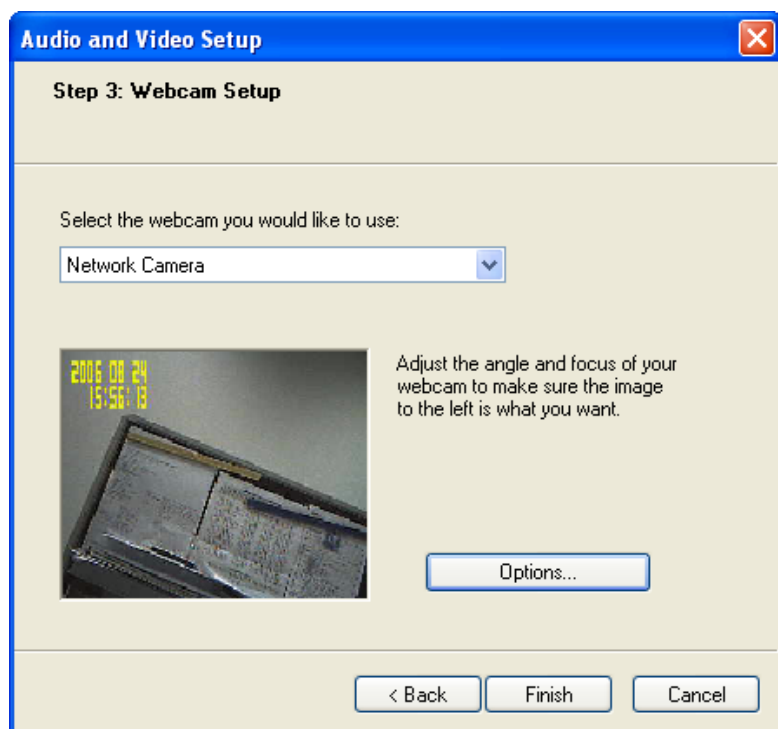 Audio and Video Setup
Step 3: Webcam Setup
Select the webcam you would like to use:
Network Camera
2006 08 24
15:56:13
Adjust the angle and focus of your
webcam to make sure the image
to the left is what you want.
Options...
< Back
Finish
Cancel